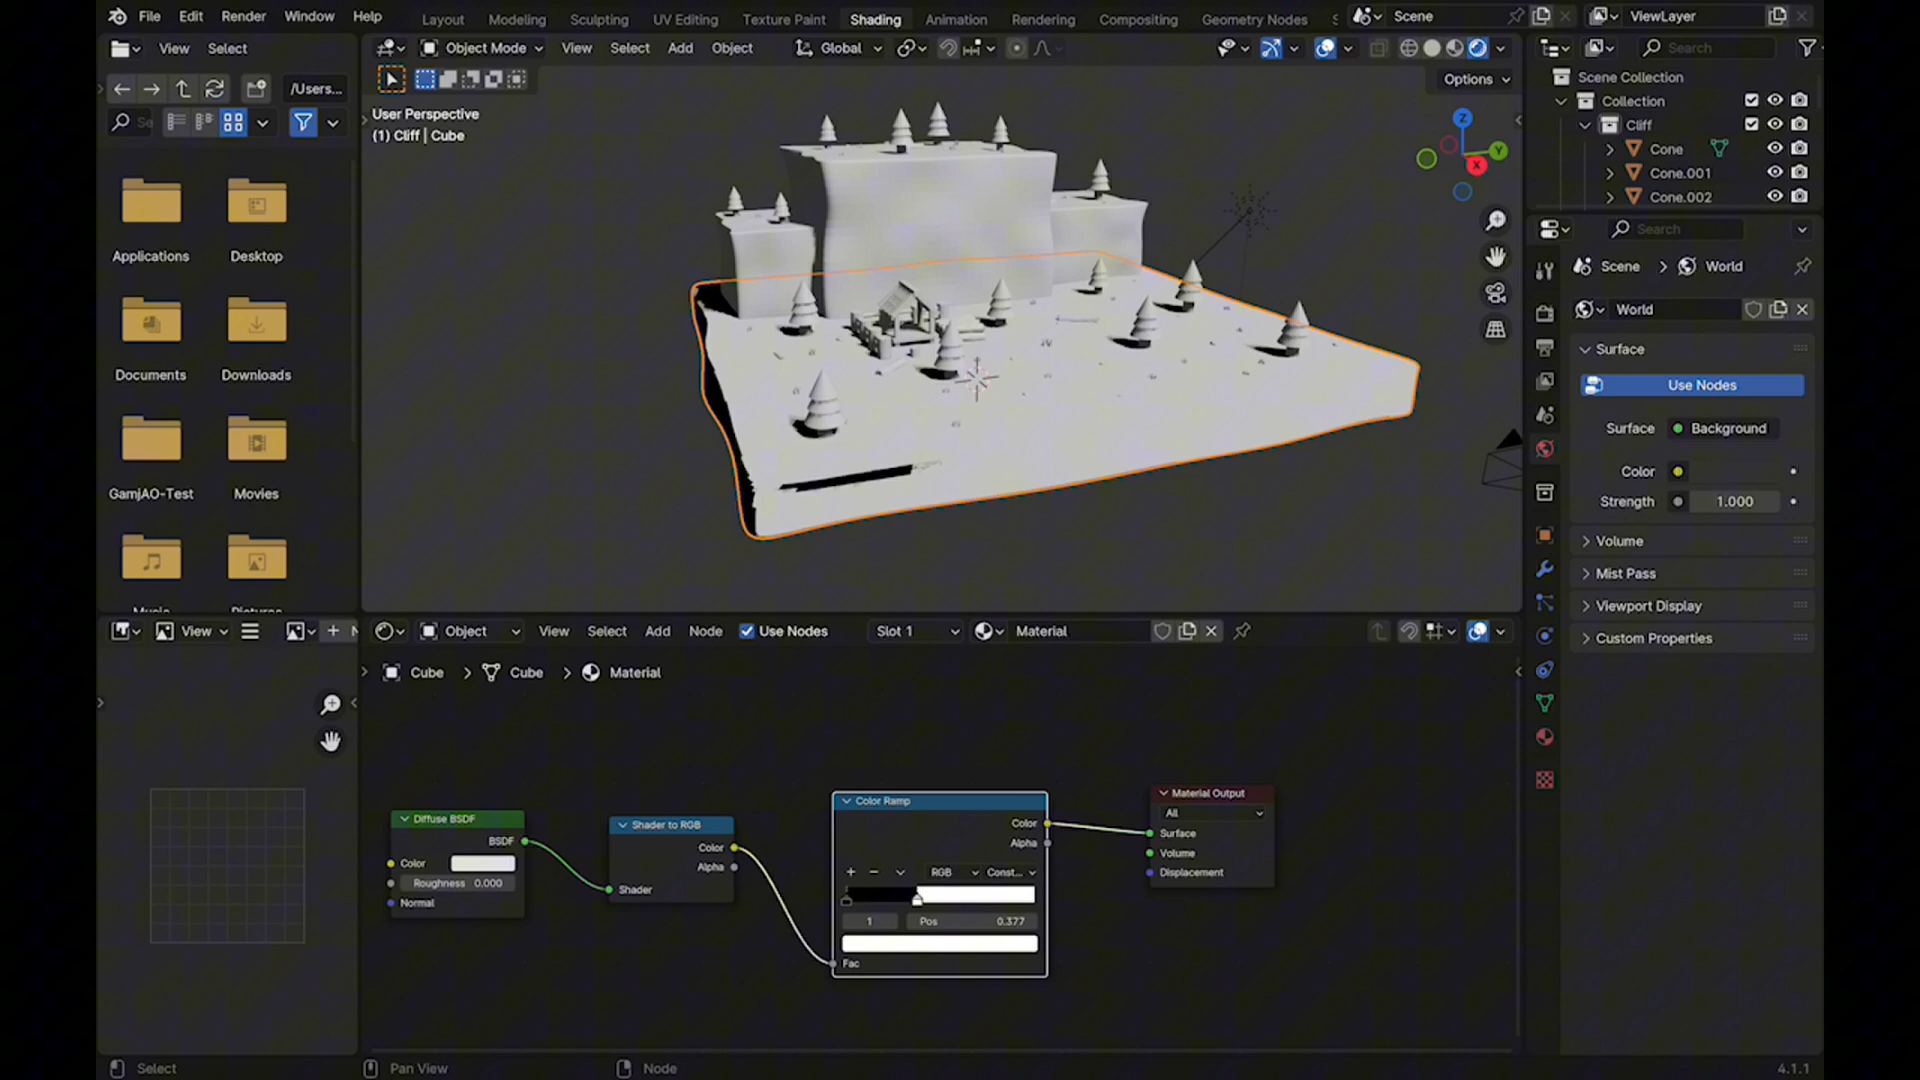 File Edit Render Window Help Layout Modeling Sculpting UV Editing Texture Paint Shading Animation Rendering Compositing Geometry Nodes Scene ViewLayer
View Select
Object Mode View Select Add Object Global
Search
/Users...
Options
User Perspective
(1) Cliff | Cube
Z
Y
X
Scene Collection
Collection
Cliff
Cone
Cone.001
Cone.002
Applications Desktop
Documents Downloads
GamjAO-Test Movies
Music Pictures
Search
Scene > World
World
Surface
Use Nodes
Surface Background
Color
Strength 1.000
Volume
Mist Pass
Viewport Display
Custom Properties
View
Object View Select Add Node Use Nodes Slot 1 Material
Cube > Cube > Material
Diffuse BSDF
BSDF
Color
Roughness 0.000
Normal
Shader to RGB
Color
Alpha
Shader
Color Ramp
Color
Alpha
RGB Const...
1 Pos 0.377
Fac
Material Output
All
Surface
Volume
Displacement
Select Pan View Node 4.1.1